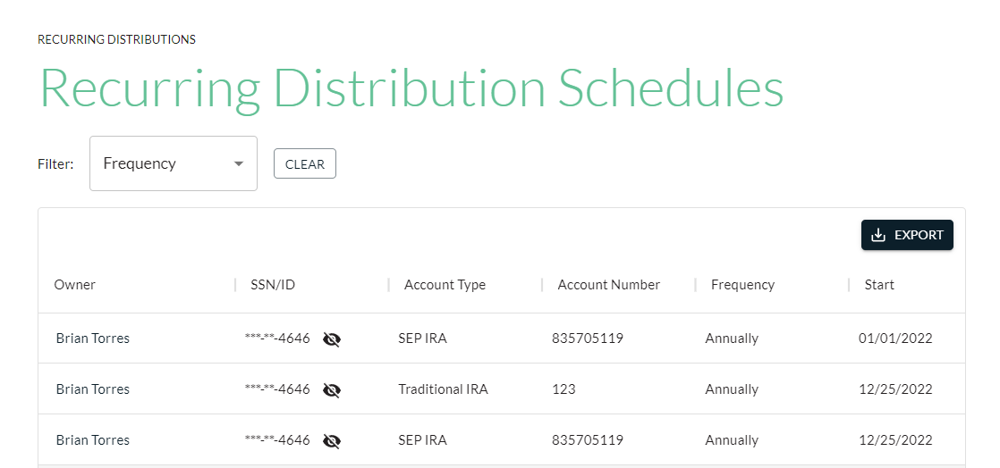 RECURRING DISTRIBUTIONS
Recurring Distribution Schedules
Filter: Frequency CLEAR
EXPORT
Owner SSN/ID Account Type Account Number Frequency Start
Brian Torres ***-**-4646 SEP IRA 835705119 Annually 01/01/2022
Brian Torres ***-**-4646 Traditional IRA 123 Annually 12/25/2022
Brian Torres ***-**-4646 SEP IRA 835705119 Annually 12/25/2022